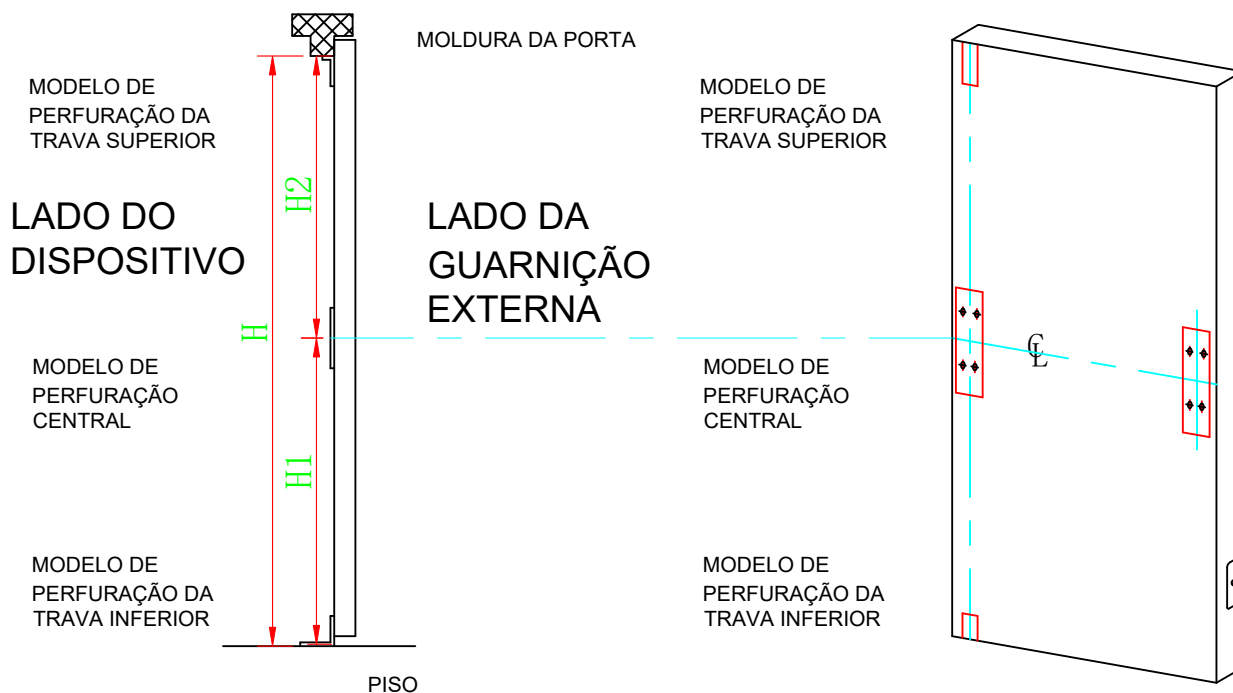 MOLDURA DA PORTA
MODELO DE
PERFURAÇÃO DA
TRAVA SUPERIOR
MODELO DE
PERFURAÇÃO DA
TRAVA SUPERIOR
H2
LADO DO
DISPOSITIVO
LADO DA
GUARNIÇÃO
EXTERNA
H
℄
MODELO DE
PERFURAÇÃO
CENTRAL
MODELO DE
PERFURAÇÃO
CENTRAL
H1
MODELO DE
PERFURAÇÃO DA
TRAVA INFERIOR
MODELO DE
PERFURAÇÃO DA
TRAVA INFERIOR
PISO